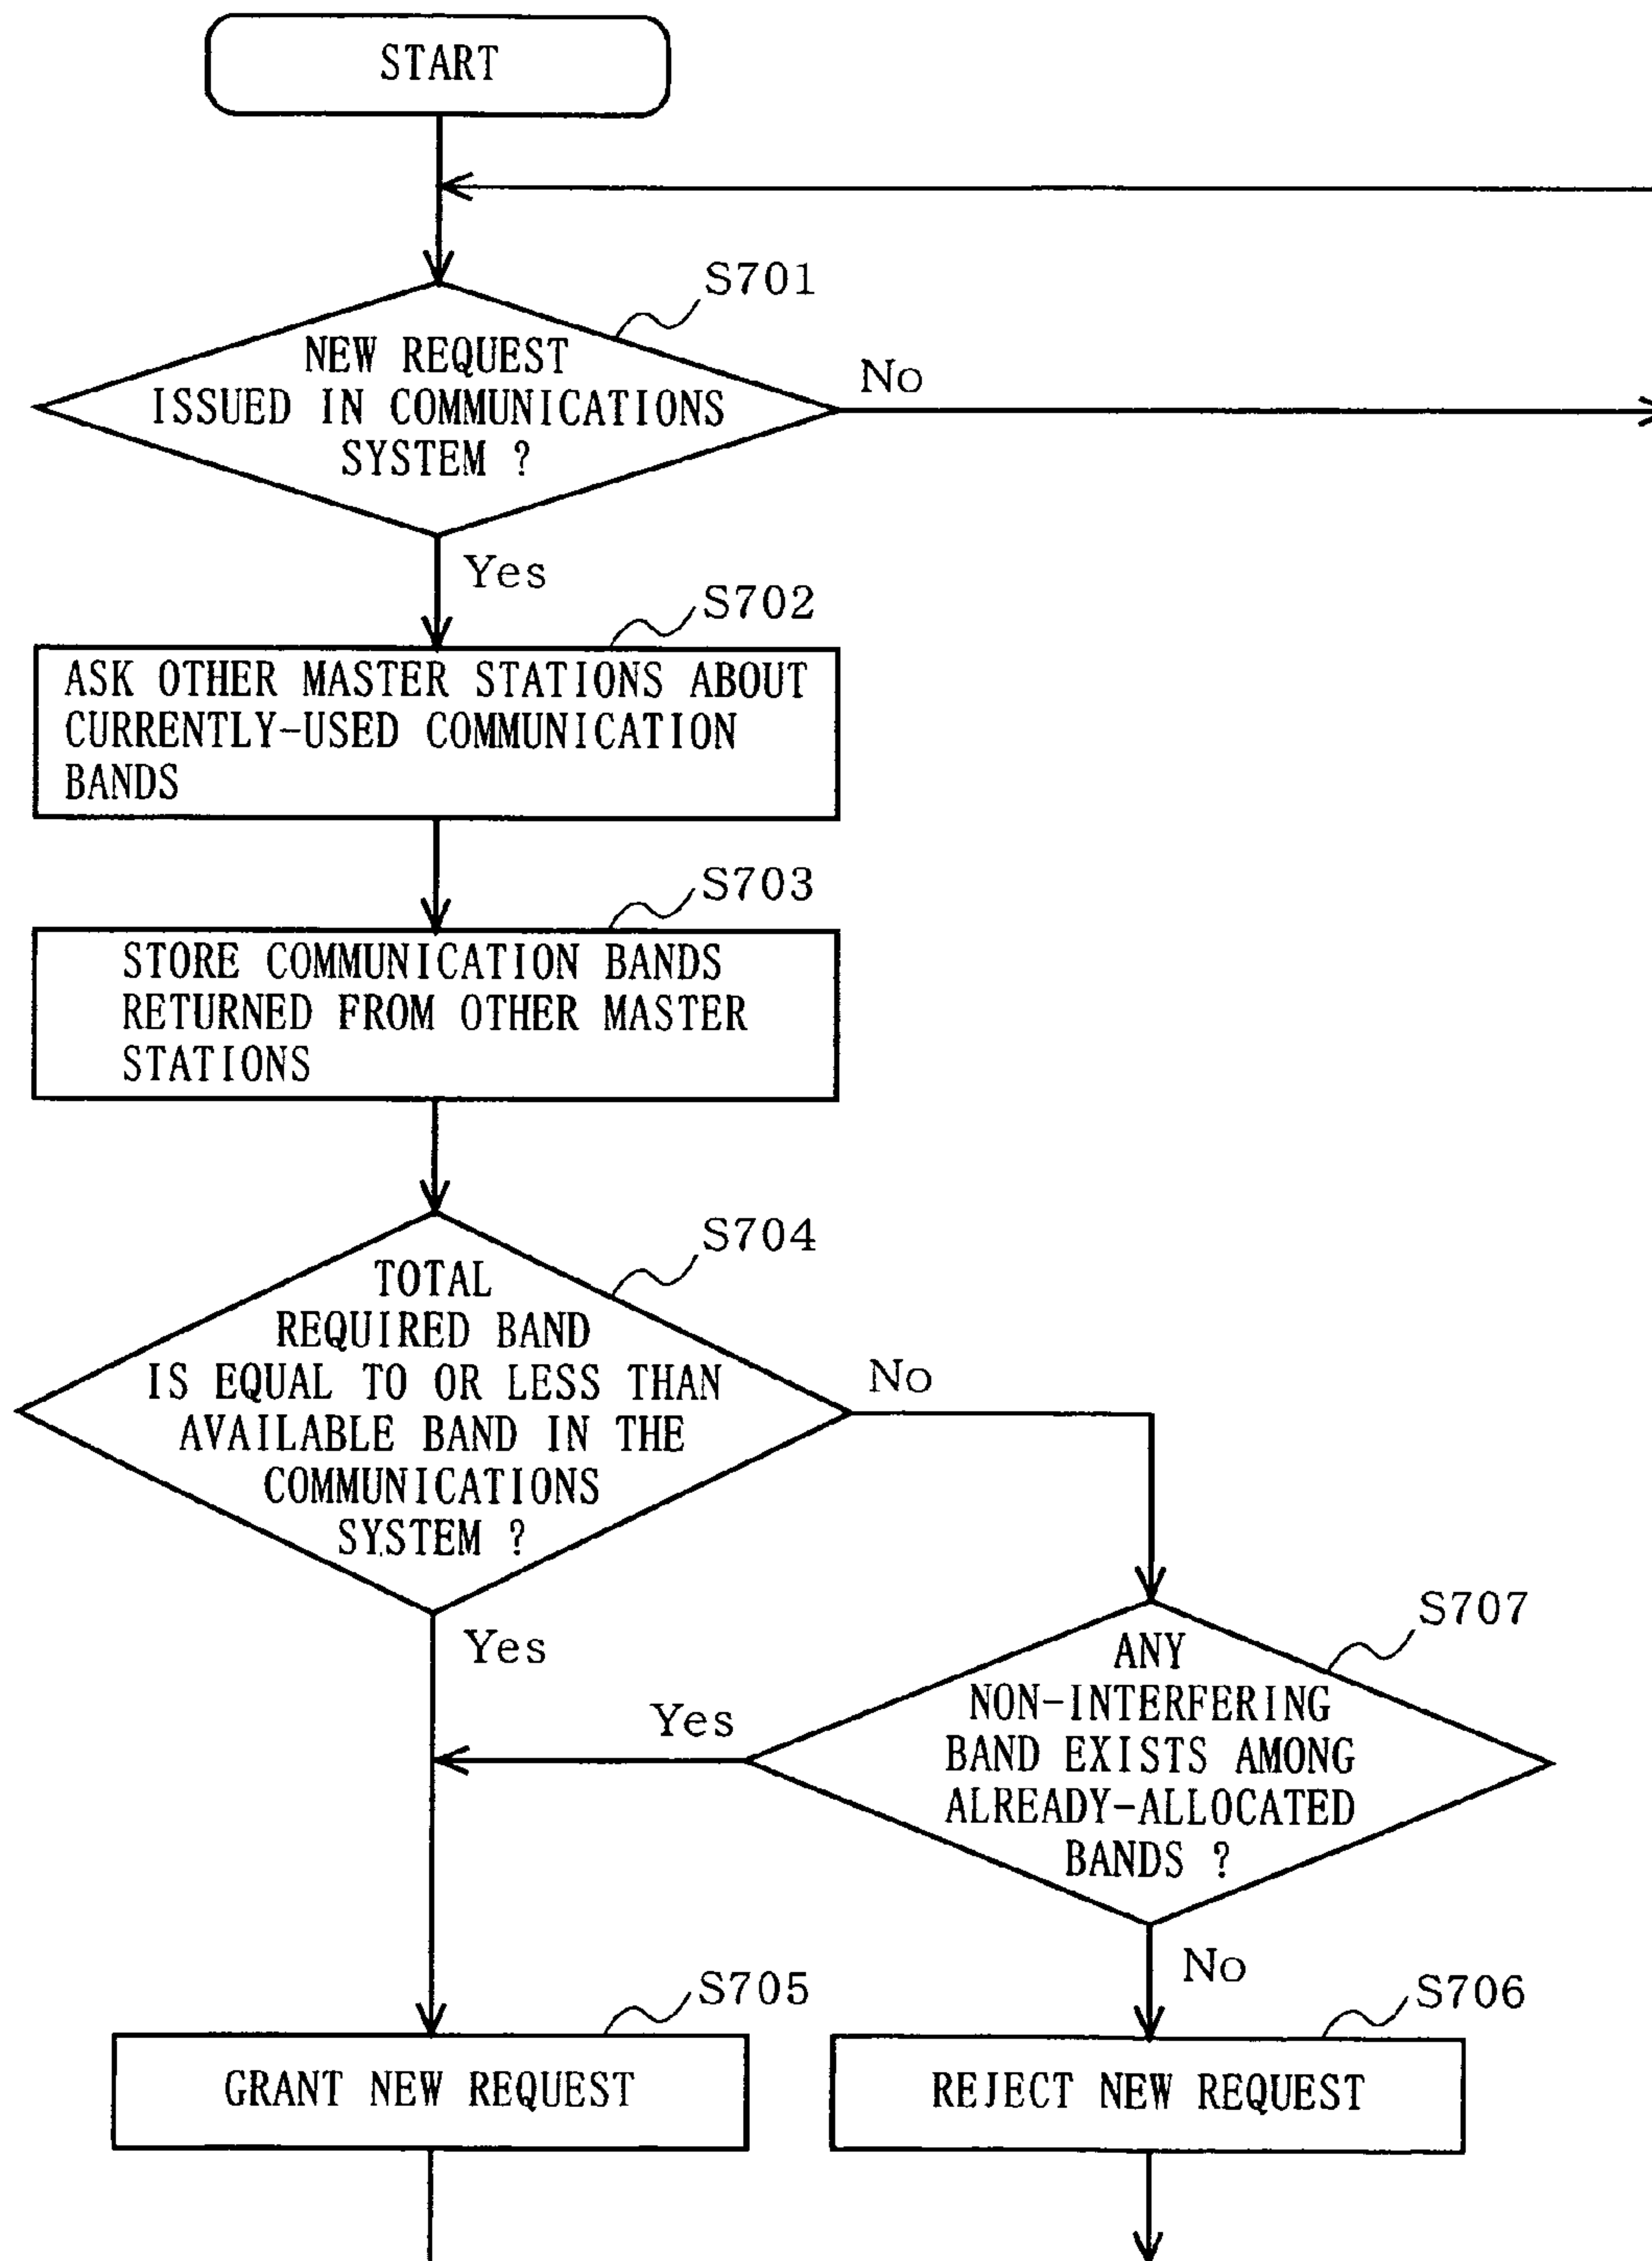 START
S701
NEW REQUEST
ISSUED IN COMMUNICATIONS
SYSTEM ?
No
Yes
S702
ASK OTHER MASTER STATIONS ABOUT
CURRENTLY-USED COMMUNICATION
BANDS
S703
STORE COMMUNICATION BANDS
RETURNED FROM OTHER MASTER
STATIONS
S704
TOTAL
REQUIRED BAND
IS EQUAL TO OR LESS THAN
AVAILABLE BAND IN THE
COMMUNICATIONS
SYSTEM ?
No
Yes
S707
ANY
NON-INTERFERING
BAND EXISTS AMONG
ALREADY-ALLOCATED
BANDS ?
Yes
No
S705
GRANT NEW REQUEST
S706
REJECT NEW REQUEST